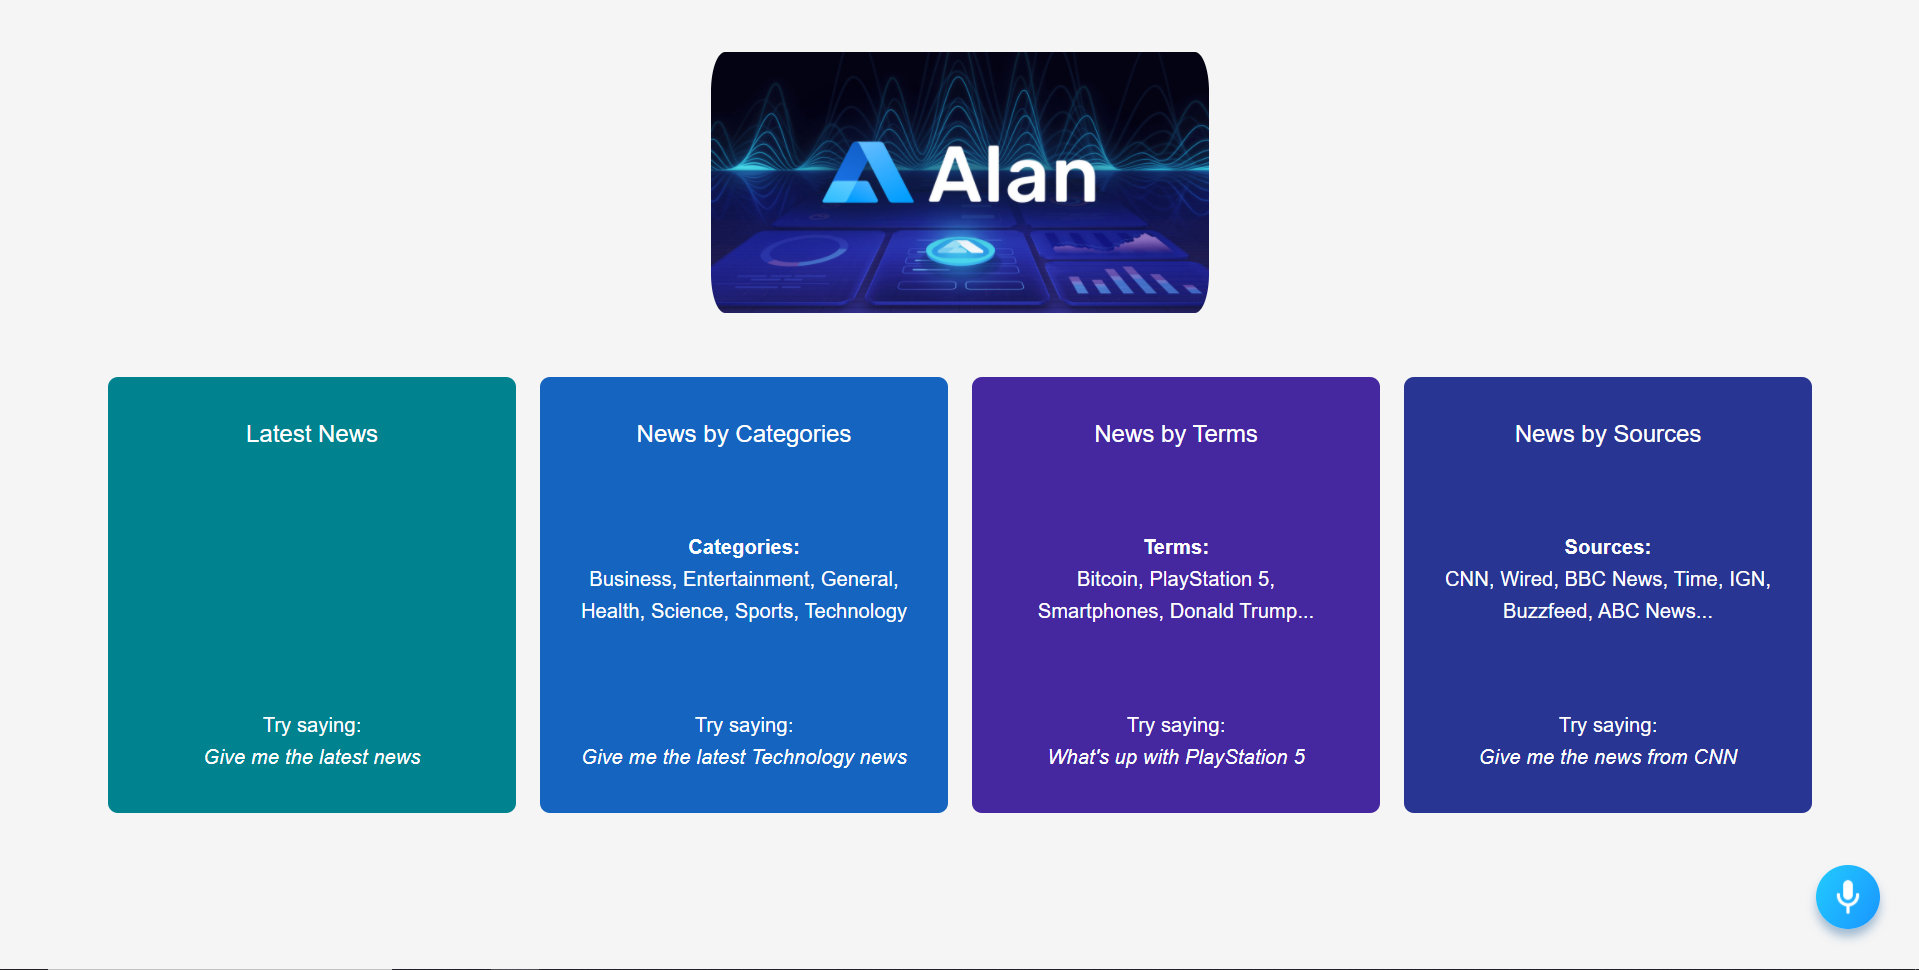 Alan
Latest News
Try saying:
Give me the latest news
News by Categories
Categories:
Business, Entertainment, General,
Health, Science, Sports, Technology
Try saying:
Give me the latest Technology news
News by Terms
Terms:
Bitcoin, PlayStation 5,
Smartphones, Donald Trump...
Try saying:
What's up with PlayStation 5
News by Sources
Sources:
CNN, Wired, BBC News, Time, IGN,
Buzzfeed, ABC News...
Try saying:
Give me the news from CNN